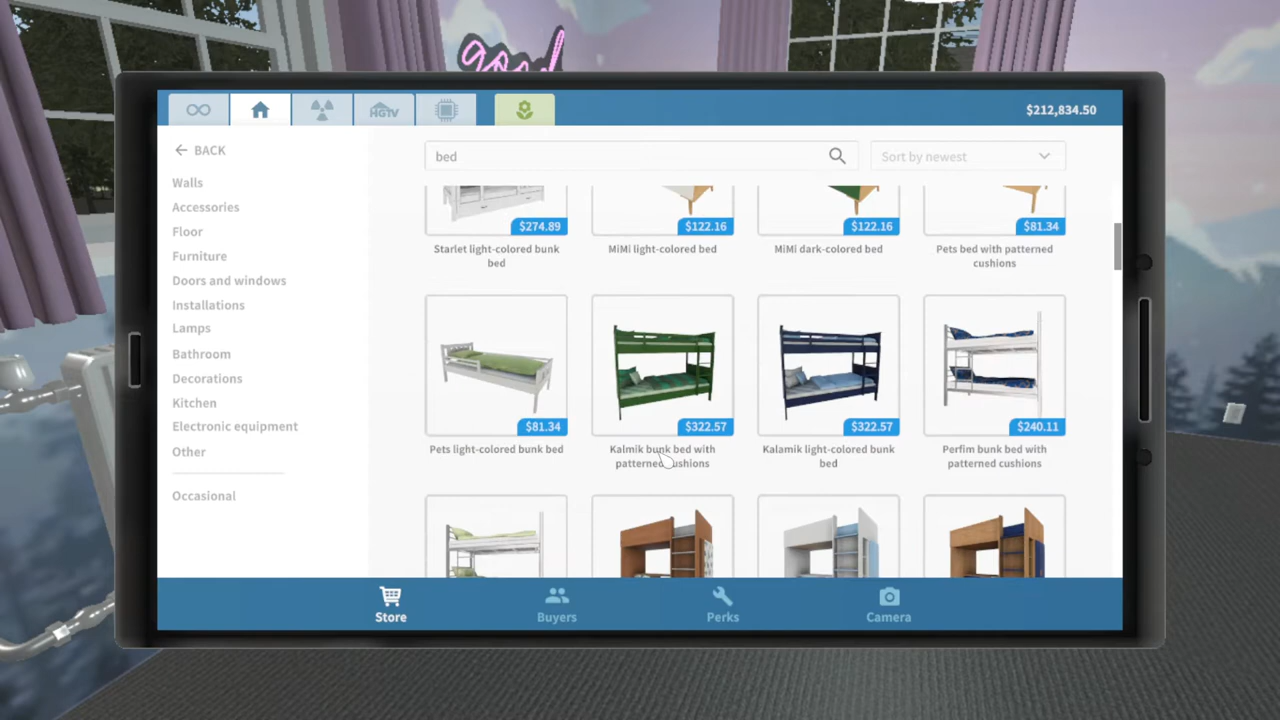 good
HGTV
$212,834.50
BACK
bed
Sort by newest
Walls
Accessories
Floor
Furniture
Doors and windows
Installations
Lamps
Bathroom
Decorations
Kitchen
Electronic equipment
Other
Occasional
$274.89
$122.16
$122.16
$81.34
Starlet light-colored bunk
bed
MiMi light-colored bed
MiMi dark-colored bed
Pets bed with patterned
cushions
$81.34
$322.57
$322.57
$240.11
Pets light-colored bunk bed
Kalmik bunk bed with
patterned cushions
Kalamik light-colored bunk
bed
Perfim bunk bed with
patterned cushions
Store
Buyers
Perks
Camera